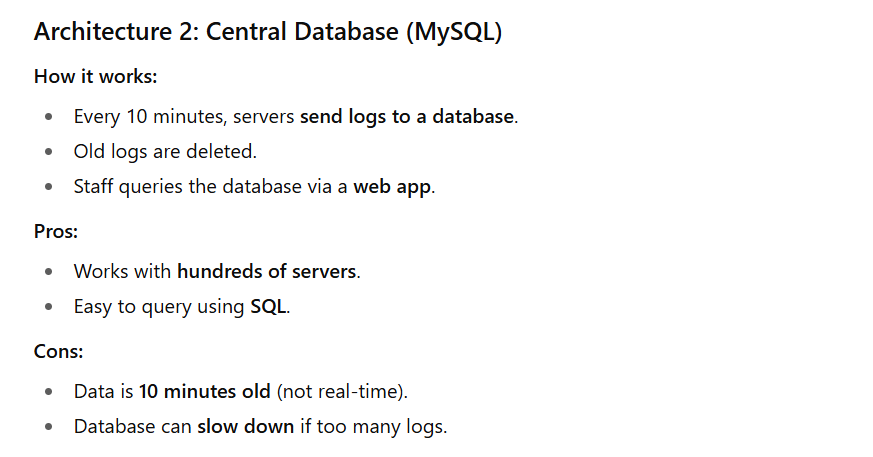 Architecture 2: Central Database (MySQL)
How it works:
• Every 10 minutes, servers send logs to a database.
• Old logs are deleted.
• Staff queries the database via a web app.
Pros:
• Works with hundreds of servers.
• Easy to query using SQL.
Cons:
• Data is 10 minutes old (not real-time).
• Database can slow down if too many logs.